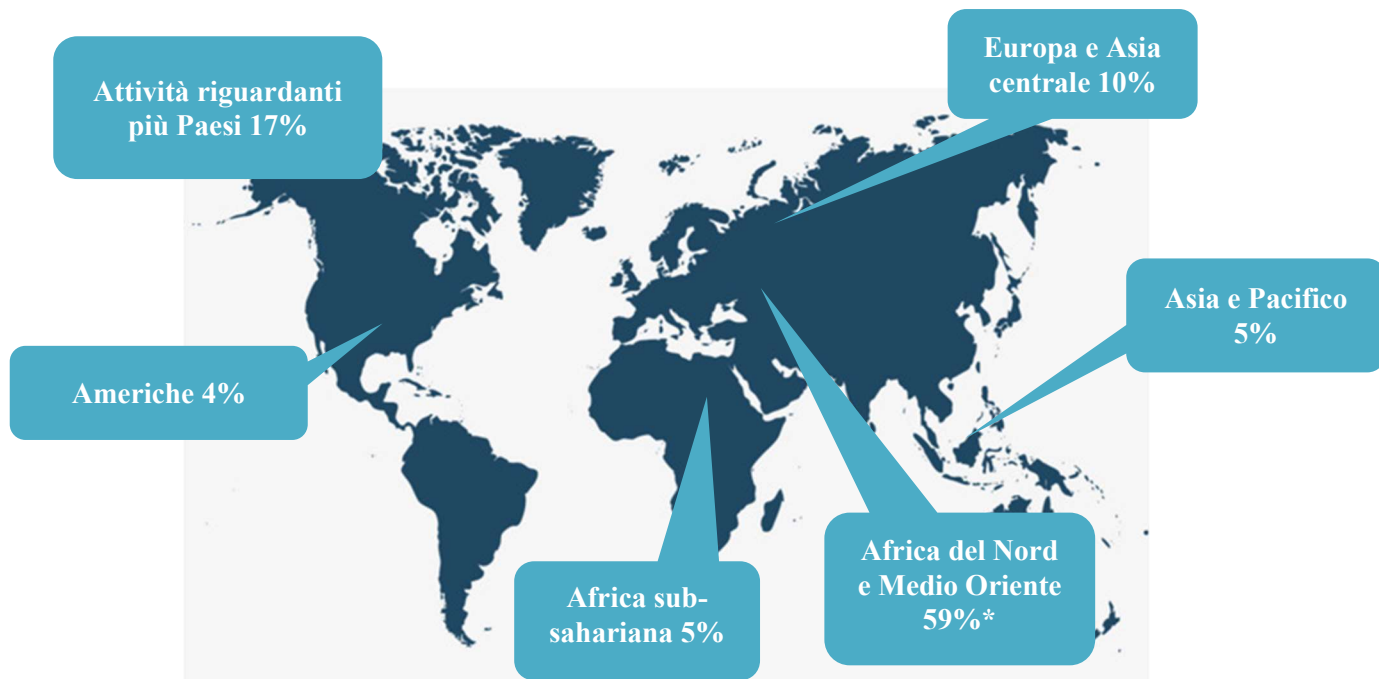 Europa e Asia
centrale 10%
Attività riguardanti
più Paesi 17%
Asia e Pacifico
5%
Americhe 4%
Africa del Nord
e Medio Oriente
59%*
Africa sub-
sahariana 5%